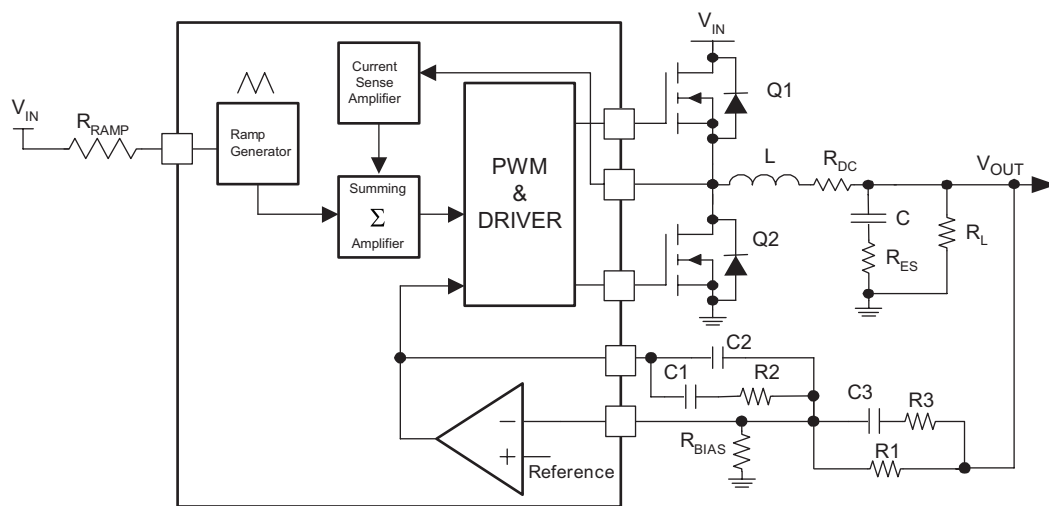 V_IN
R_RAMP
Ramp
Generator
Current
Sense
Amplifier
Summing
Σ
Amplifier
PWM
&
DRIVER
V_IN
Q1
L
R_DC
V_OUT
C
R_ES
R_L
Q2
C2
C1
R2
C3
R3
R1
R_BIAS
−
+
Reference